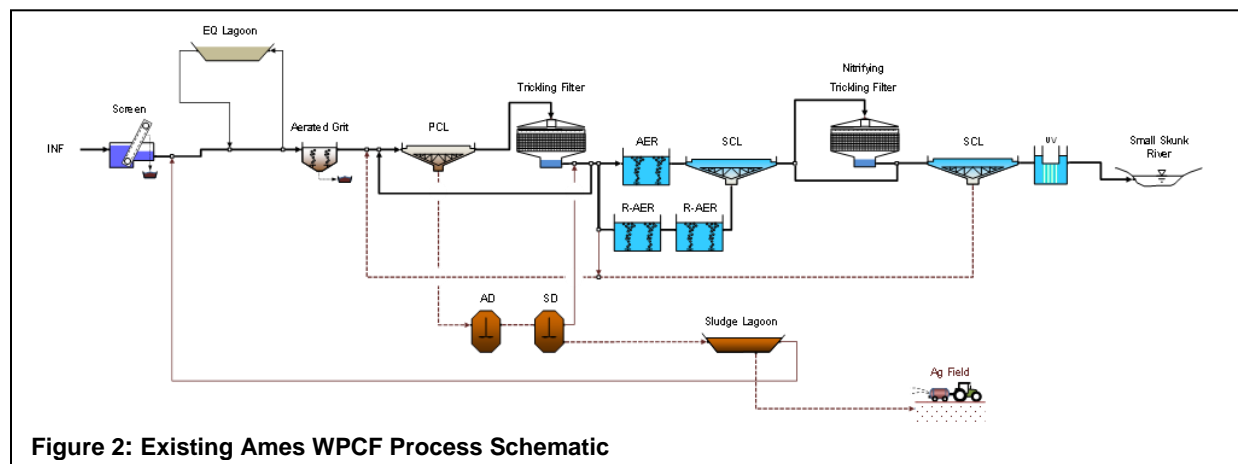 EQ Lagoon
Nitrifying
Trickling Filter
Trickling Filter
Screen
Aerated Grit
PCL
INF
AER
SCL
SCL
UV
Small Skunk
River
R-AER
R-AER
AD
SD
Sludge Lagoon
Ag Field
Figure 2: Existing Ames WPCF Process Schematic